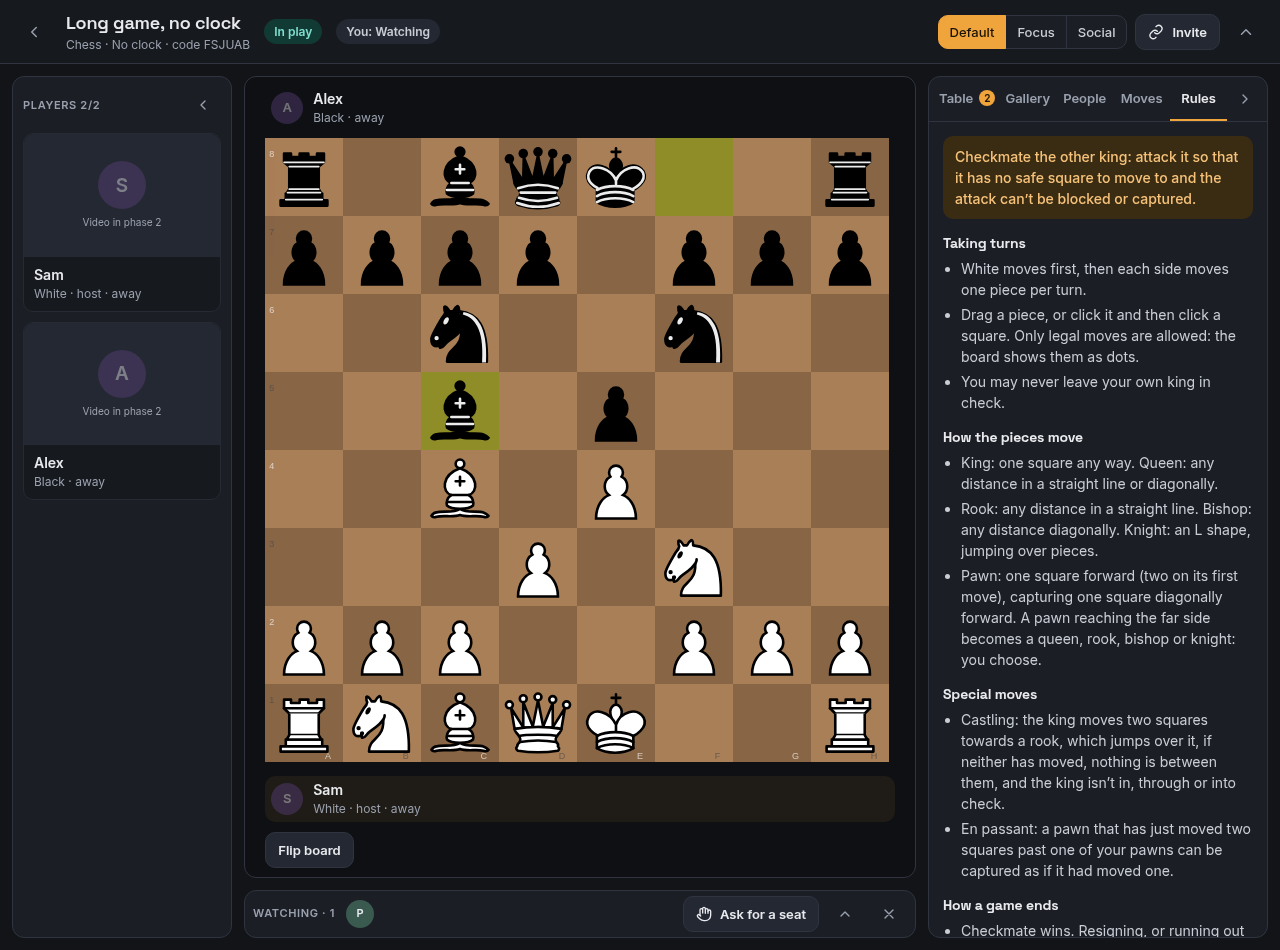 Long game, no clock
Chess · No clock · code FSJUAB
In play
You: Watching
Default
Focus
Social
Invite
PLAYERS 2/2
S
Video in phase 2
Sam
White · host · away
A
Video in phase 2
Alex
Black · away
A
Alex
Black · away
8
7
6
5
4
3
2
1
A
B
C
D
E
F
G
H
S
Sam
White · host · away
Flip board
WATCHING · 1
P
Ask for a seat
Table 2
Gallery
People
Moves
Rules
Checkmate the other king: attack it so that
it has no safe square to move to and the
attack can’t be blocked or captured.
Taking turns
• White moves first, then each side moves
one piece per turn.
• Drag a piece, or click it and then click a
square. Only legal moves are allowed: the
board shows them as dots.
• You may never leave your own king in
check.
How the pieces move
• King: one square any way. Queen: any
distance in a straight line or diagonally.
• Rook: any distance in a straight line. Bishop:
any distance diagonally. Knight: an L shape,
jumping over pieces.
• Pawn: one square forward (two on its first
move), capturing one square diagonally
forward. A pawn reaching the far side
becomes a queen, rook, bishop or knight:
you choose.
Special moves
• Castling: the king moves two squares
towards a rook, which jumps over it, if
neither has moved, nothing is between
them, and the king isn’t in, through or into
check.
• En passant: a pawn that has just moved two
squares past one of your pawns can be
captured as if it had moved one.
How a game ends
• Checkmate wins. Resigning, or running out